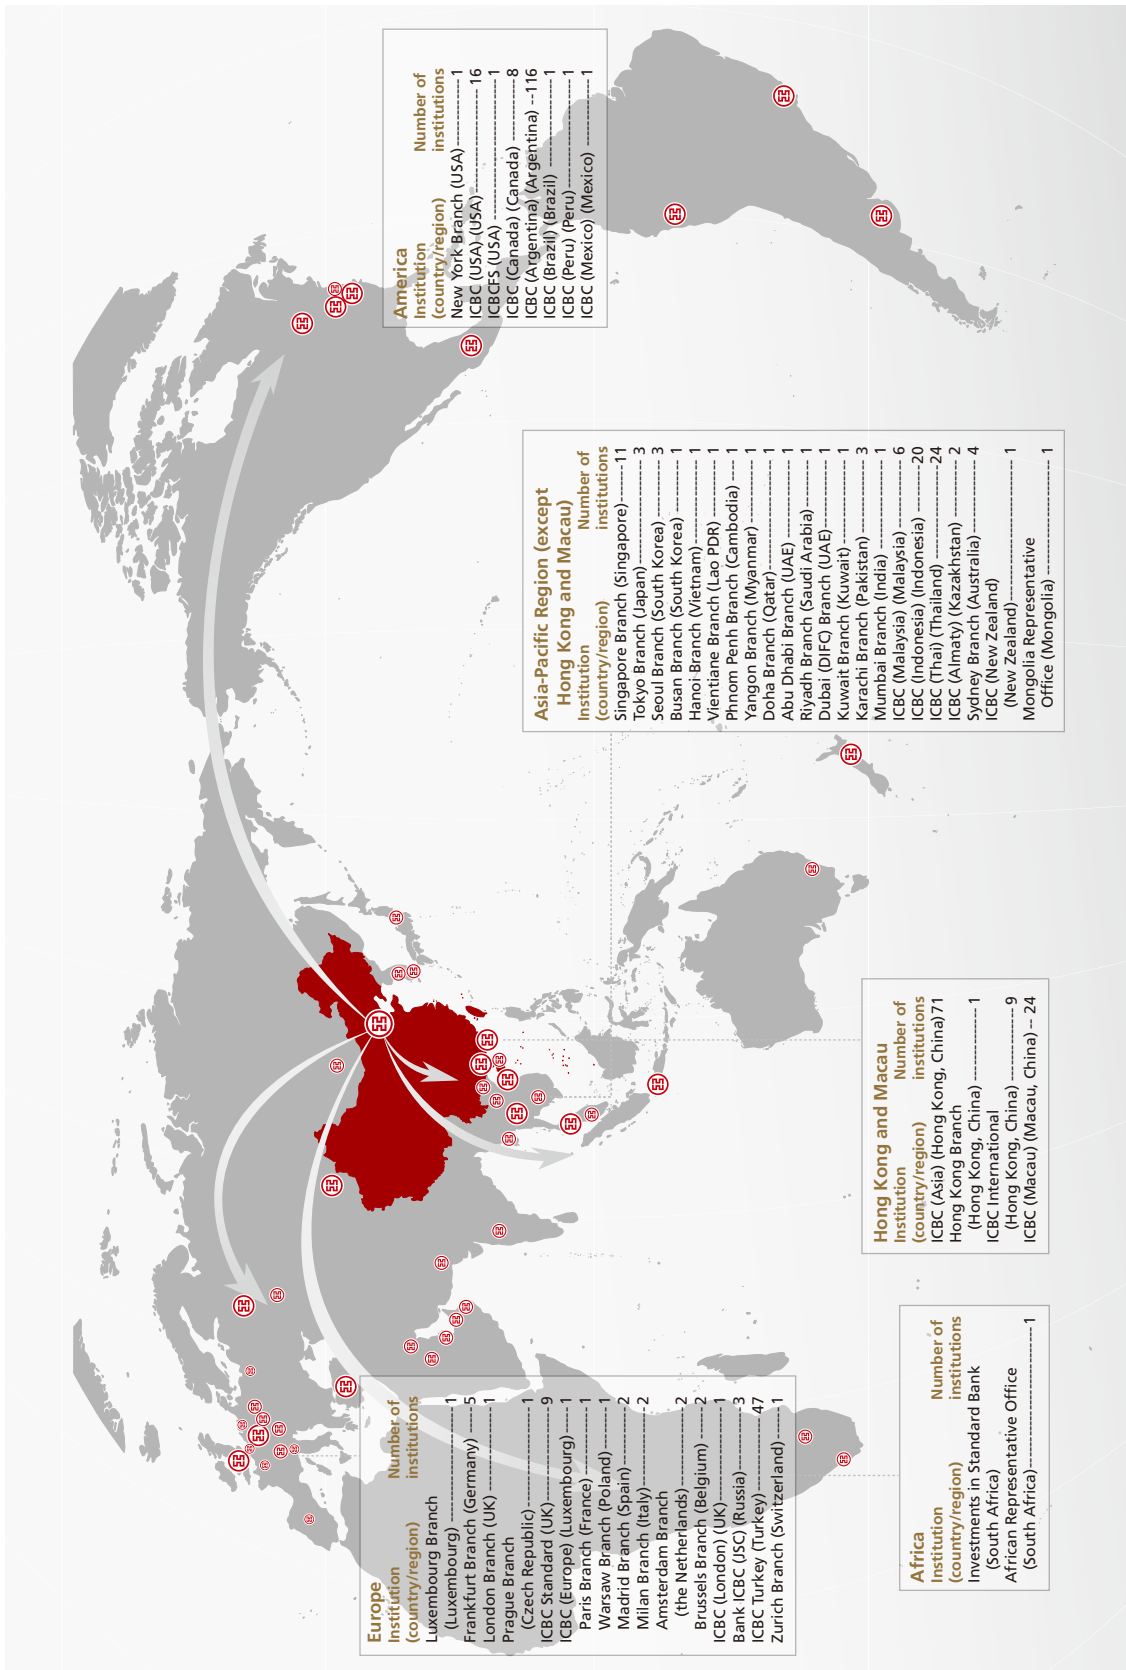 America
Institution
(country/region)
Number of
institutions
New York Branch (USA) ------------ 1
ICBC (USA) (USA) -------------------- 16
ICBCFS (USA) -------------------------- 1
ICBC (Canada) (Canada) ----------- 8
ICBC (Argentina) (Argentina) --116
ICBC (Brazil) (Brazil) ---------------- 1
ICBC (Peru) (Peru) ------------------- 1
ICBC (Mexico) (Mexico) ------------ 1
Asia-Pacific Region (except
Hong Kong and Macau)
Institution
(country/region)
Number of
institutions
Singapore Branch (Singapore)-----11
Tokyo Branch (Japan) --------------- 3
Seoul Branch (South Korea) -------- 3
Busan Branch (South Korea) ------- 1
Hanoi Branch (Vietnam) ------------ 1
Vientiane Branch (Lao PDR) -------- 1
Phnom Penh Branch (Cambodia) --- 1
Yangon Branch (Myanmar) --------- 1
Doha Branch (Qatar)----------------- 1
Abu Dhabi Branch (UAE) ----------- 1
Riyadh Branch (Saudi Arabia) ------ 1
Dubai (DIFC) Branch (UAE)---------- 1
Kuwait Branch (Kuwait) ------------ 1
Karachi Branch (Pakistan) ---------- 3
Mumbai Branch (India) ------------- 1
ICBC (Malaysia) (Malaysia) --------- 6
ICBC (Indonesia) (Indonesia) -----20
ICBC (Thai) (Thailand) --------------24
ICBC (Almaty) (Kazakhstan) ------- 2
Sydney Branch (Australia) ---------- 4
ICBC (New Zealand)
(New Zealand)----------------------- 1
Mongolia Representative
Office (Mongolia) ------------------ 1
Hong Kong and Macau
Institution
(country/region)
Number of
institutions
ICBC (Asia) (Hong Kong, China) 71
Hong Kong Branch
(Hong Kong, China) -------------- 1
ICBC International
(Hong Kong, China) -------------- 9
ICBC (Macau) (Macau, China) -- 24
Europe
Institution
(country/region)
Number of
institutions
Luxembourg Branch
(Luxembourg) --------------------- 1
Frankfurt Branch (Germany) -----5
London Branch (UK) ---------------1
Prague Branch
(Czech Republic)------------------ 1
ICBC Standard (UK)----------------9
ICBC (Europe) (Luxembourg) ---- 1
Paris Branch (France) ------------- 1
Warsaw Branch (Poland)--------- 1
Madrid Branch (Spain)------------ 2
Milan Branch (Italy)---------------- 2
Amsterdam Branch
(the Netherlands) ---------------- 2
Brussels Branch (Belgium) ------- 2
ICBC (London) (UK)---------------- 1
Bank ICBC (JSC) (Russia) ---------3
ICBC Turkey (Turkey)------------- 47
Zurich Branch (Switzerland) ----- 1
Africa
Institution
(country/region)
Number of
institutions
Investments in Standard Bank
(South Africa)
African Representative Office
(South Africa)----------------------1